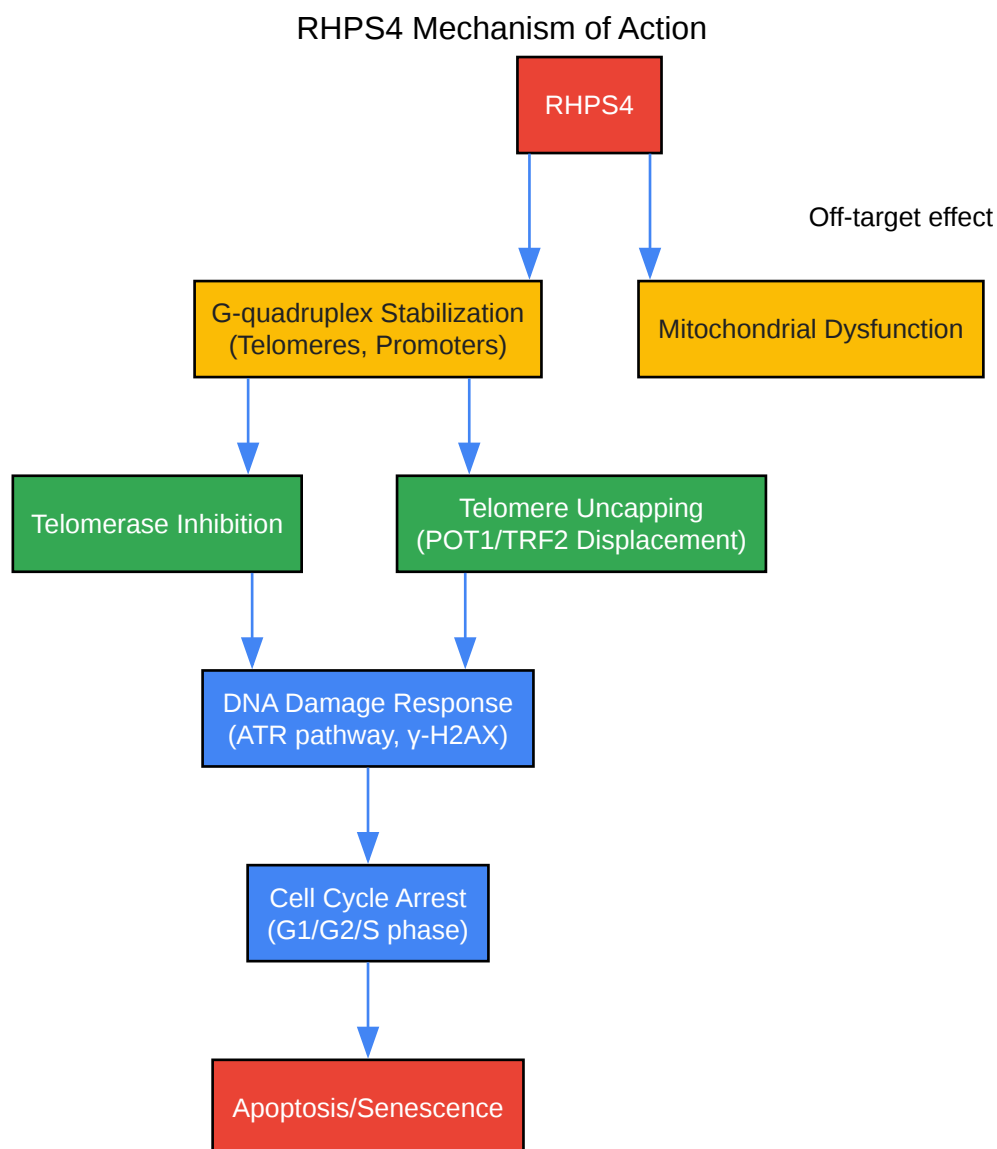 RHPS4 Mechanism of Action
RHPS4
Off-target effect
G-quadruplex Stabilization
(Telomeres, Promoters)
Mitochondrial Dysfunction
Telomerase Inhibition
Telomere Uncapping
(POT1/TRF2 Displacement)
DNA Damage Response
(ATR pathway, γ-H2AX)
Cell Cycle Arrest
(G1/G2/S phase)
Apoptosis/Senescence